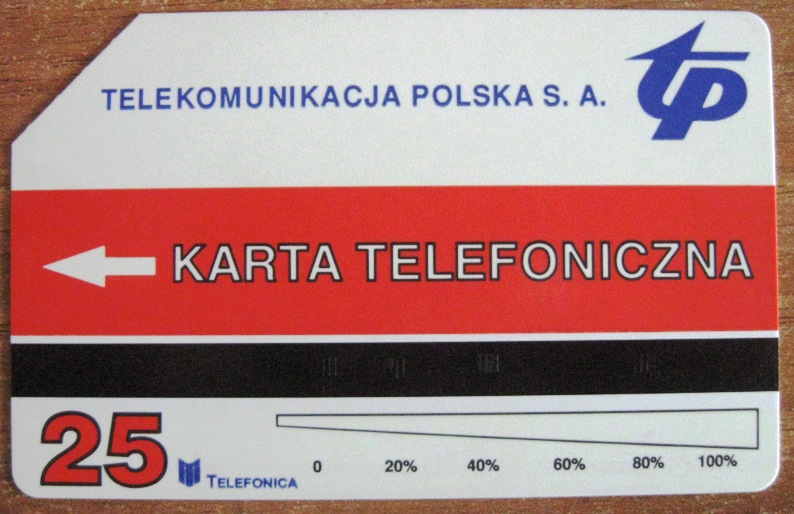 TELEKOMUNIKACJA POLSKA S. A.
tp
KARTA TELEFONICZNA
25
TELEFONICA
0 20% 40% 60% 80% 100%